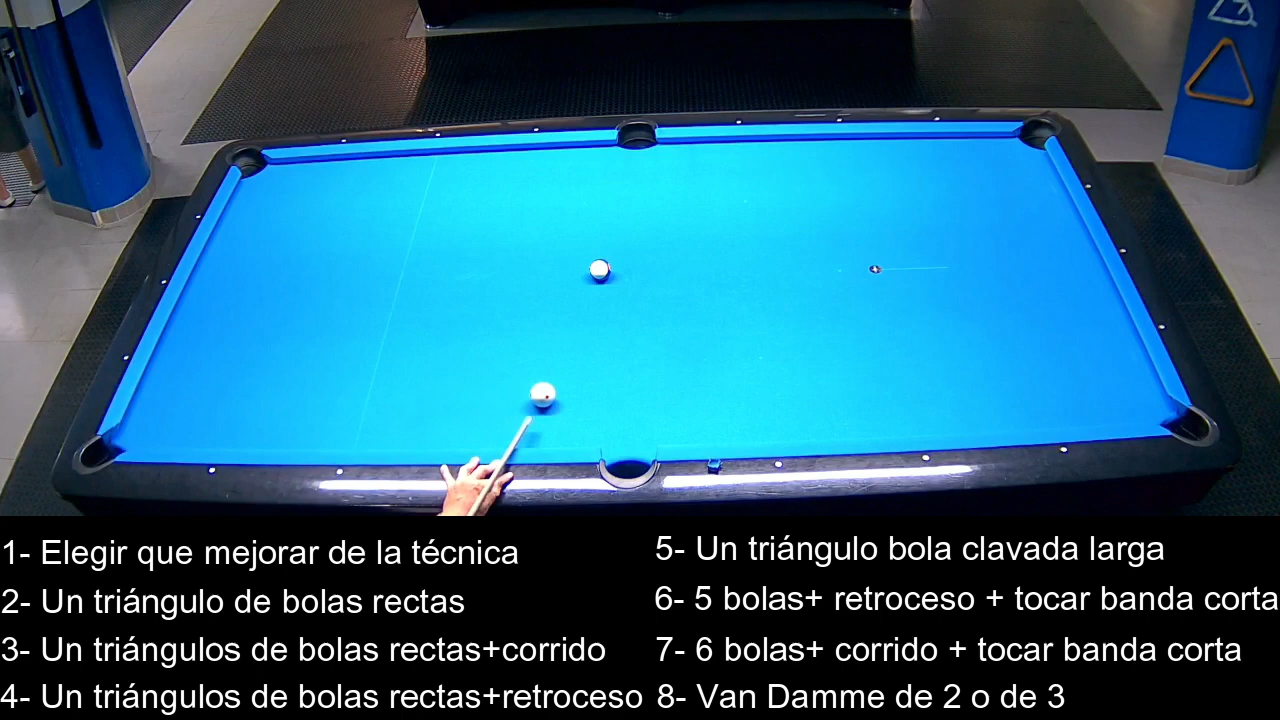 1- Elegir que mejorar de la técnica
2- Un triángulo de bolas rectas
3- Un triángulos de bolas rectas+corrido
4- Un triángulos de bolas rectas+retroceso
5- Un triángulo bola clavada larga
6- 5 bolas+ retroceso + tocar banda corta
7- 6 bolas+ corrido + tocar banda corta
8- Van Damme de 2 o de 3